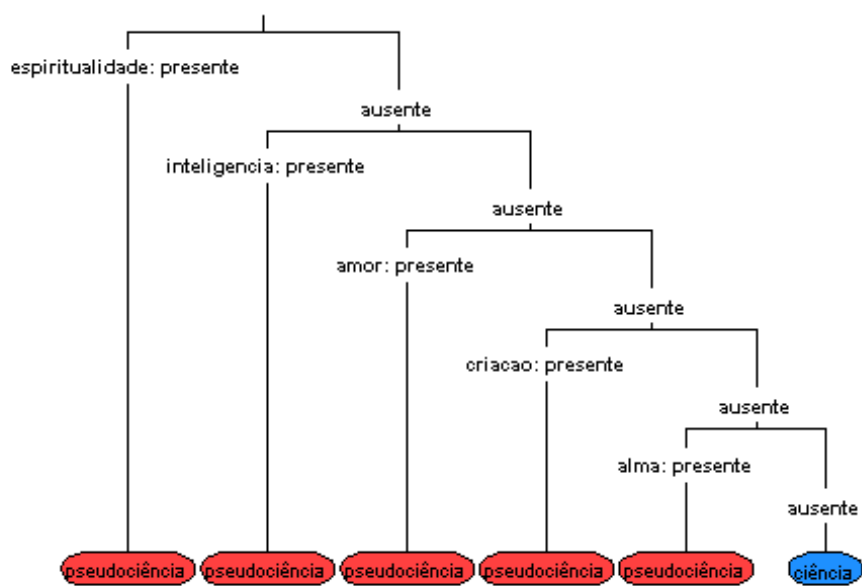 espiritualidade: presente
ausente
inteligencia: presente
ausente
amor: presente
ausente
criacao: presente
ausente
alma: presente
ausente
pseudociência
pseudociência
pseudociência
pseudociência
pseudociência
ciência